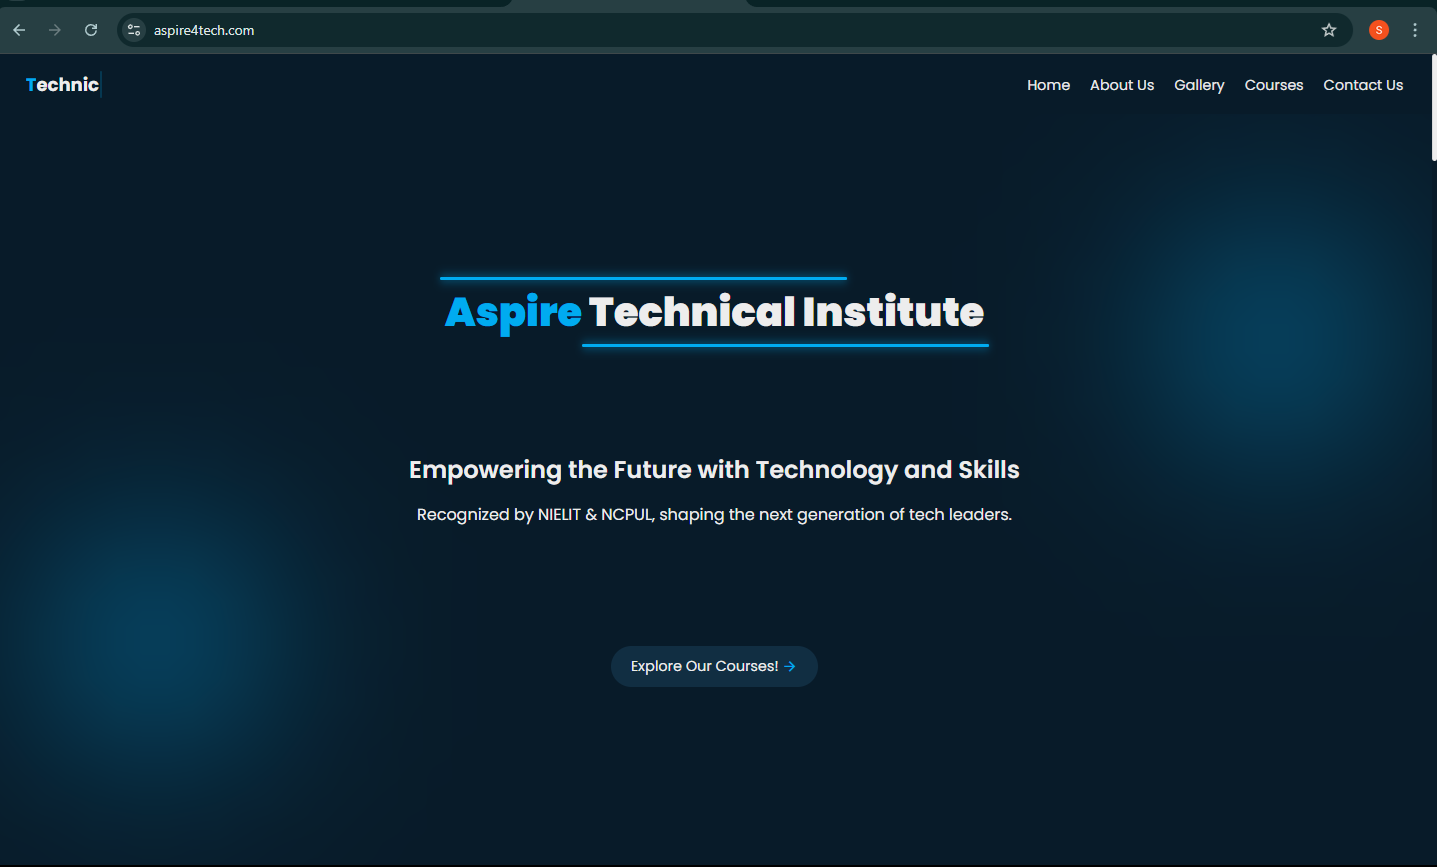 aspire4tech.com
S
Technic
Home About Us Gallery Courses Contact Us
Aspire Technical Institute
Empowering the Future with Technology and Skills
Recognized by NIELIT & NCPUL, shaping the next generation of tech leaders.
Explore Our Courses! →